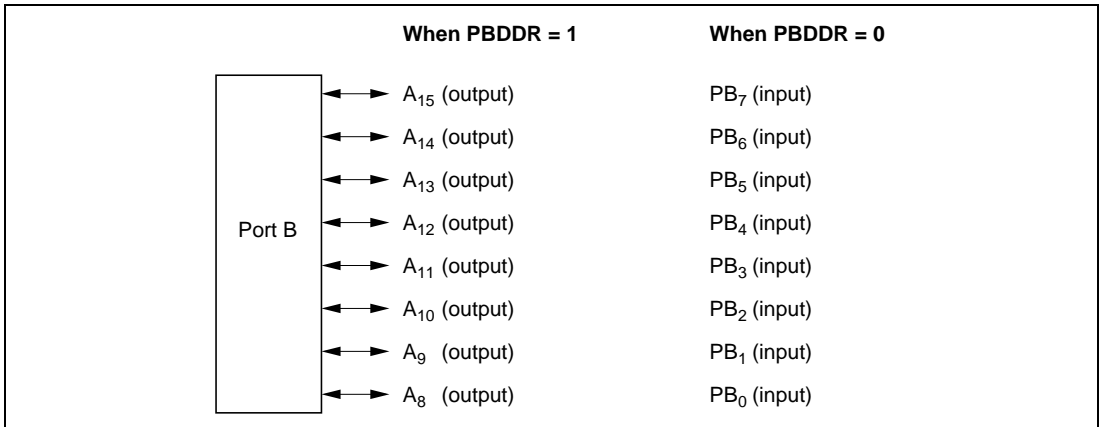 When PBDDR = 1 When PBDDR = 0
A15 (output) PB7 (input)
A14 (output) PB6 (input)
A13 (output) PB5 (input)
Port B A12 (output) PB4 (input)
A11 (output) PB3 (input)
A10 (output) PB2 (input)
A9 (output) PB1 (input)
A8 (output) PB0 (input)